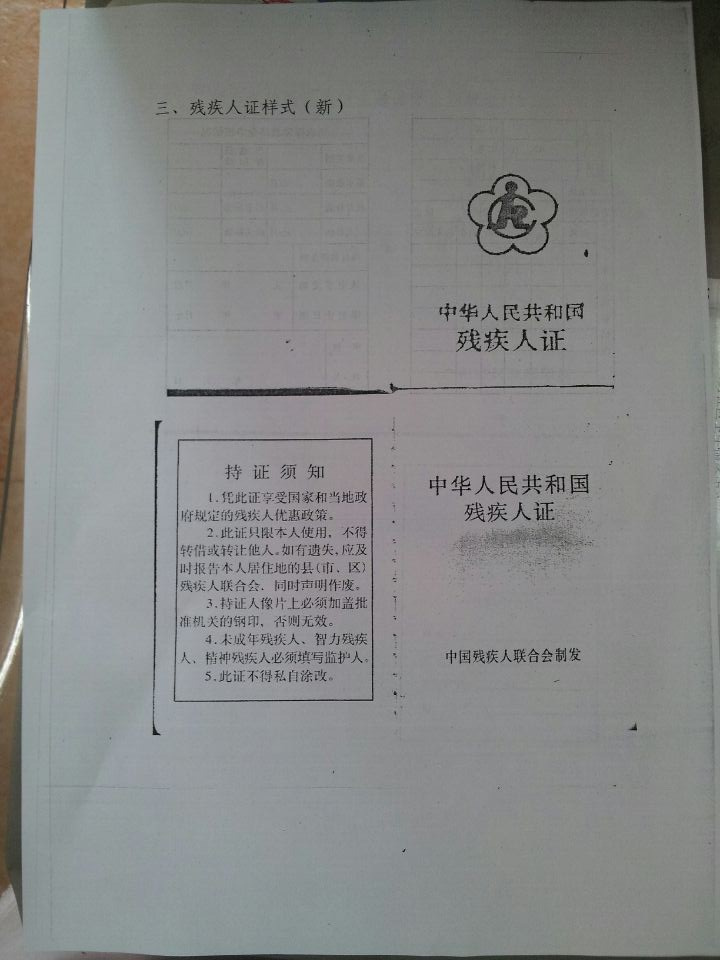 三、残疾人证样式（新）
中华人民共和国
残疾人证
持证须知
1.凭此证享受国家和当地政
府规定的残疾人优惠政策。
2.此证只限本人使用，不得
转借或转让他人。如有遗失,应及
时报告本人居住地的县(市、区)
残疾人联合会，同时声明作废。
3.持证人像片上必须加盖批
准机关的钢印，否则无效。
4.未成年残疾人、智力残疾
人、精神残疾人必须填写监护人。
5.此证不得私自涂改。
中华人民共和国
残疾人证
中国残疾人联合会制发